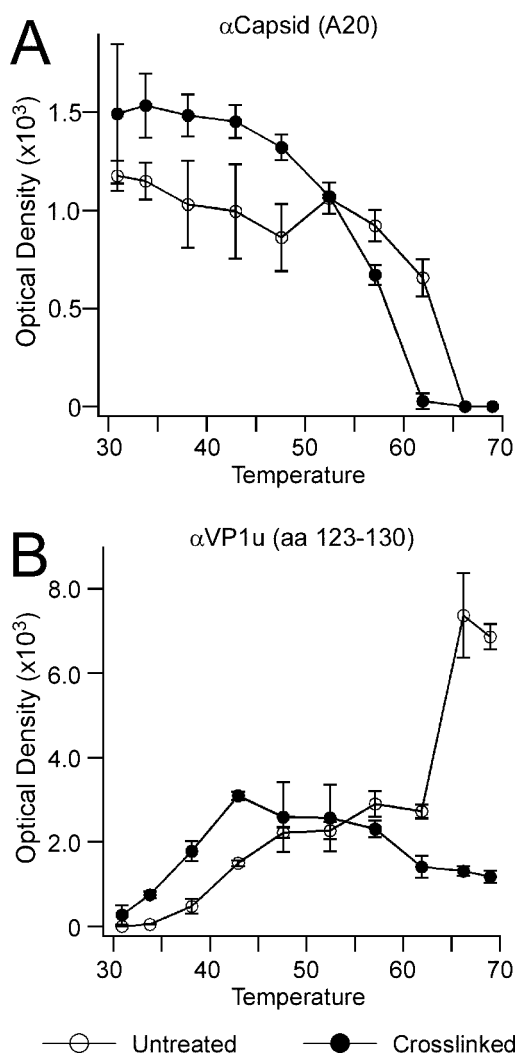 A
αCapsid (A20)
Optical Density (x10³)
1.5
1.0
0.5
0
30 40 50 60 70
Temperature
B
αVP1u (aa 123-130)
Optical Density (x10³)
8.0
6.0
4.0
2.0
0
30 40 50 60 70
Temperature
Untreated Crosslinked